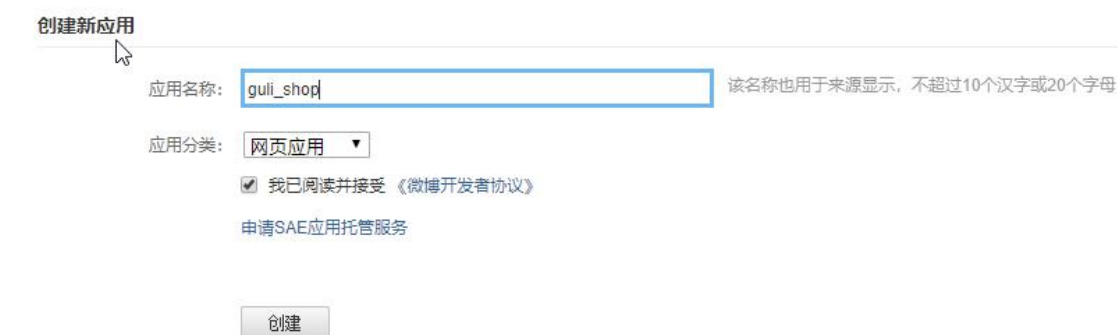 创建新应用
应用名称： guli_shop 该名称也用于来源显示，不超过10个汉字或20个字母
应用分类： 网页应用
我已阅读并接受 《微博开发者协议》
申请SAE应用托管服务
创建